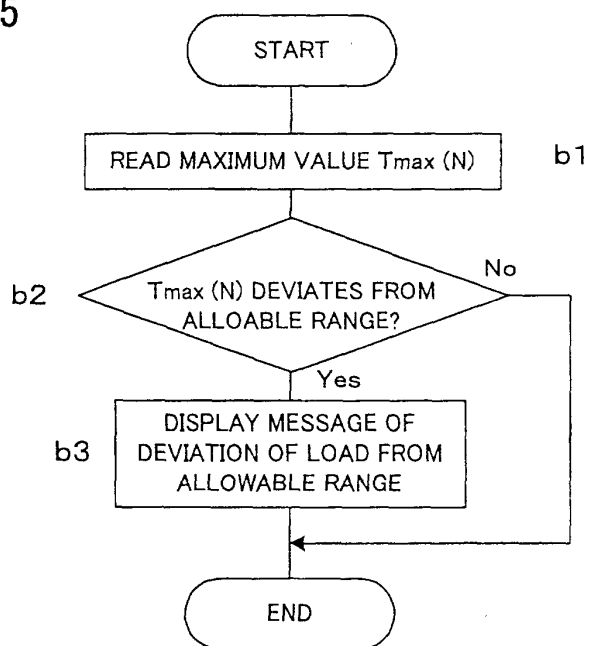 5
START
READ MAXIMUM VALUE Tmax (N)
b1
b2
Tmax (N) DEVIATES FROM
ALLOABLE RANGE?
No
Yes
b3
DISPLAY MESSAGE OF
DEVIATION OF LOAD FROM
ALLOWABLE RANGE
END